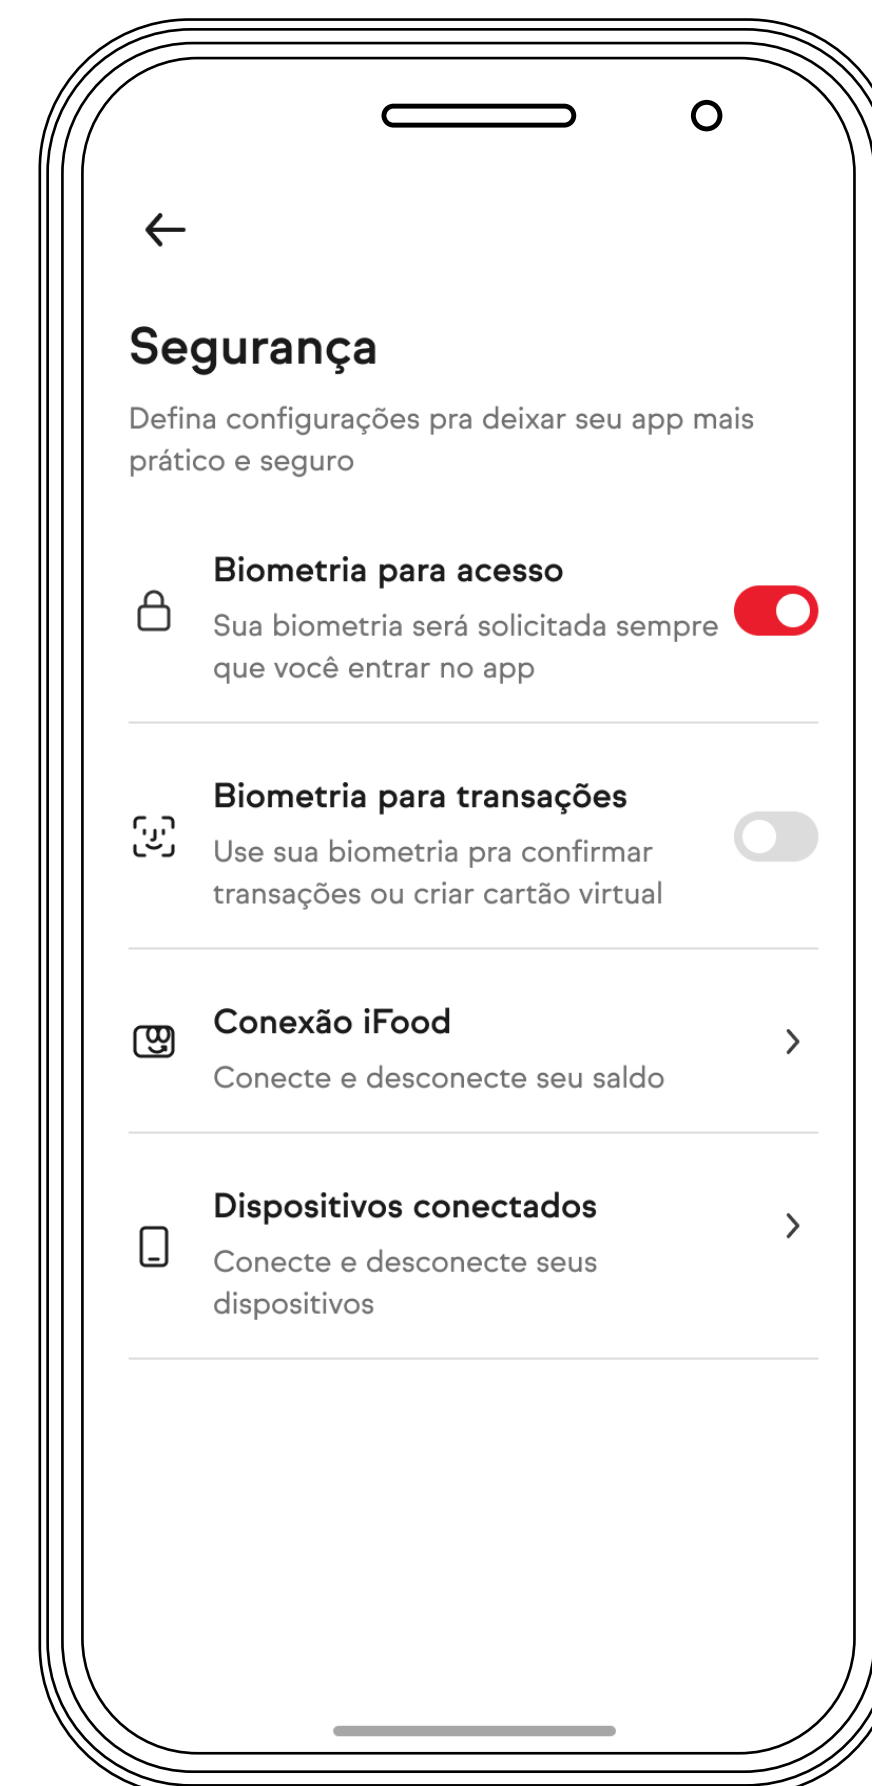 Segurança
Defina configurações pra deixar seu app mais
prático e seguro
Biometria para acesso
Sua biometria será solicitada sempre
que você entrar no app
Biometria para transações
Use sua biometria pra confirmar
transações ou criar cartão virtual
Conexão iFood
Conecte e desconecte seu saldo
Dispositivos conectados
Conecte e desconecte seus
dispositivos